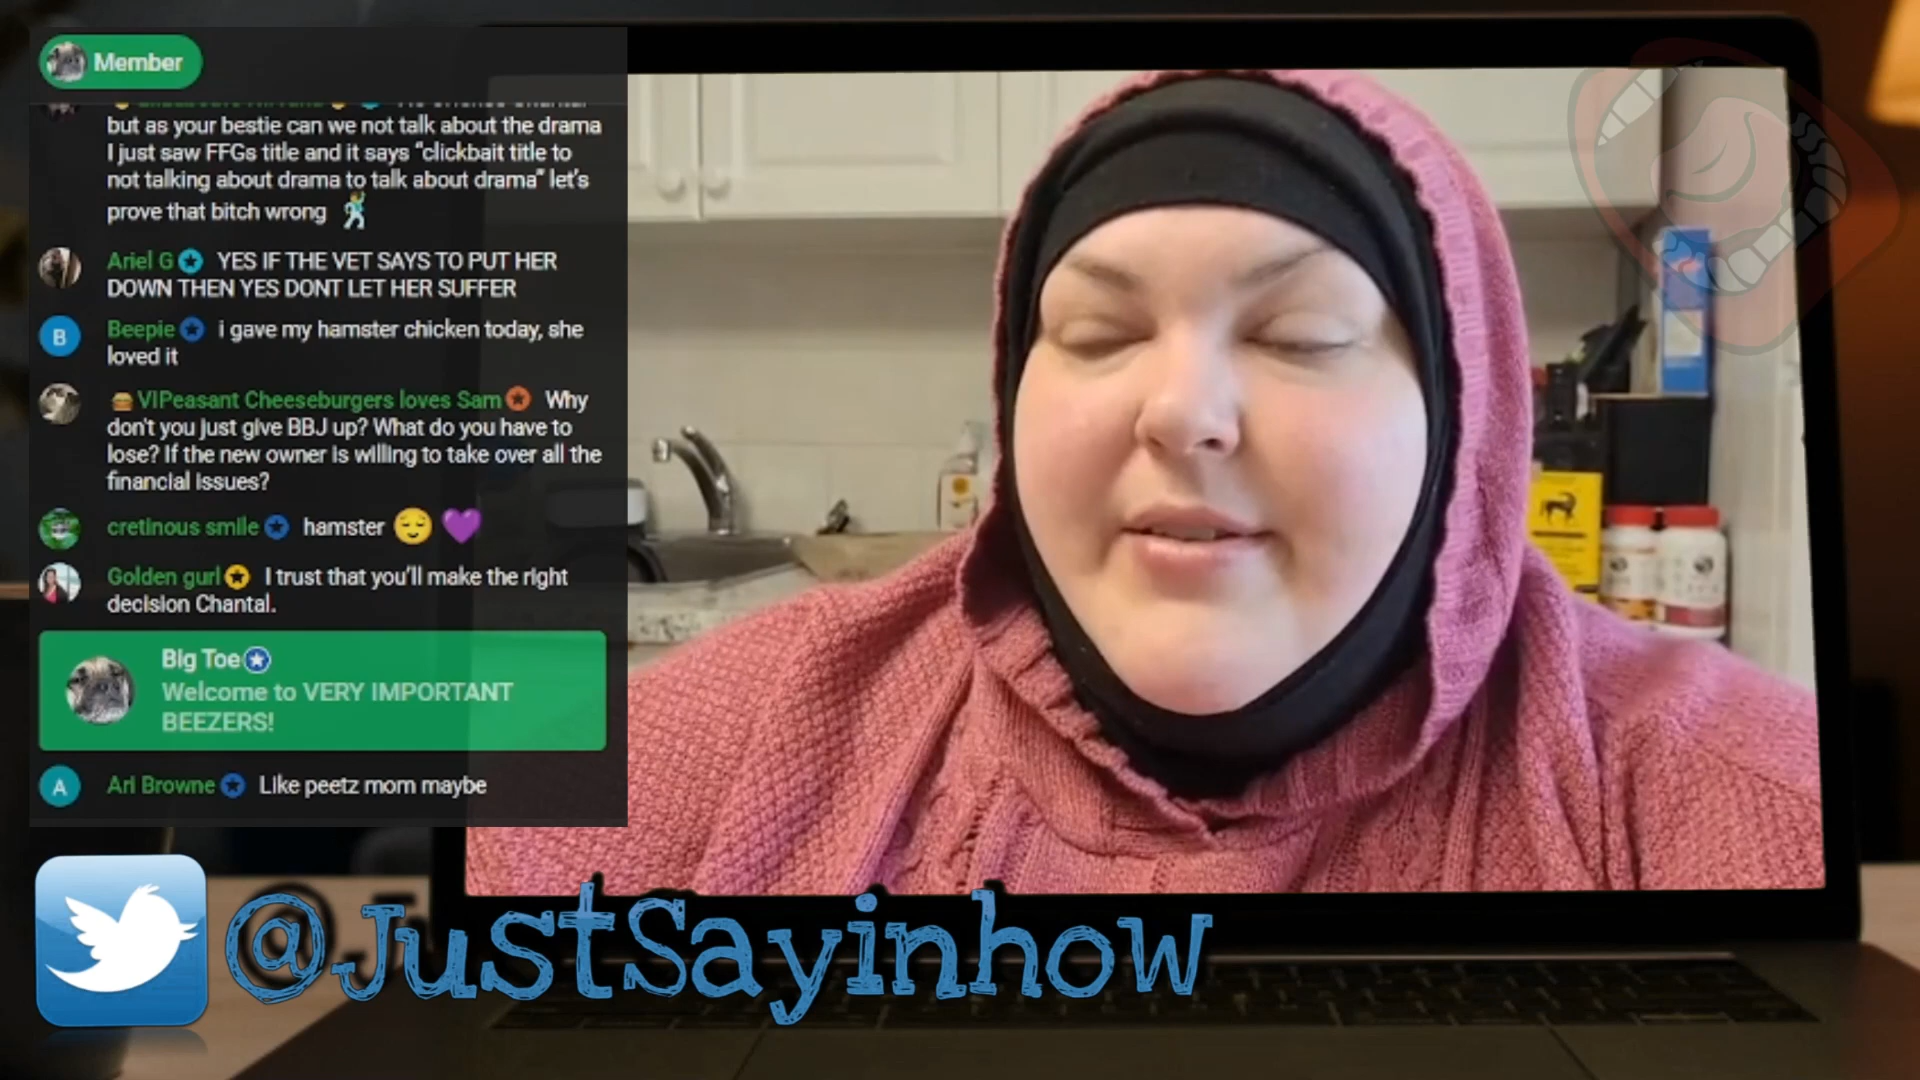 Member
but as your bestie can we not talk about the drama
I just saw FFGs title and it says “clickbait title to
not talking about drama to talk about drama” let’s
prove that bitch wrong
Ariel G YES IF THE VET SAYS TO PUT HER
DOWN THEN YES DONT LET HER SUFFER
B
Beepie i gave my hamster chicken today, she
loved it
VIPeasant Cheeseburgers loves Sam Why
don't you just give BBJ up? What do you have to
lose? If the new owner is willing to take over all the
financial issues?
cretinous smile hamster
Golden gurl I trust that you’ll make the right
decision Chantal.
Big Toe
Welcome to VERY IMPORTANT
BEEZERS!
A
Ari Browne Like peetz mom maybe
@JustSayinhow